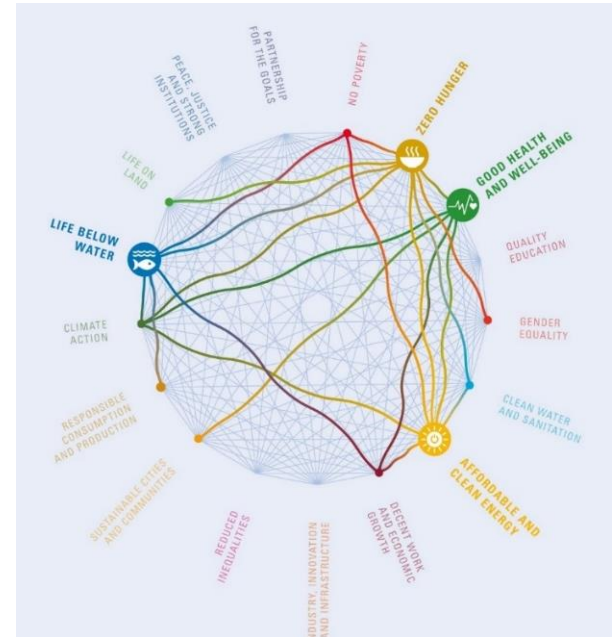 NO POVERTY
ZERO HUNGER
GOOD HEALTH
AND WELL-BEING
QUALITY
EDUCATION
GENDER
EQUALITY
CLEAN WATER
AND SANITATION
AFFORDABLE AND
CLEAN ENERGY
DECENT WORK
AND ECONOMIC
GROWTH
NDUSTRY, INNOVATION
AND INFRASTRUCTURE
REDUCED
INEQUALITIES
SUSTAINABLE CITIES
AND COMMUNITIES
RESPONSIBLE
CONSUMPTION
AND PRODUCTION
CLIMATE
ACTION
LIFE BELOW
WATER
LIFE ON
LAND
PEACE, JUSTICE
AND STRONG
INSTITUTIONS
PARTNERSHIP
FOR THE GOALS